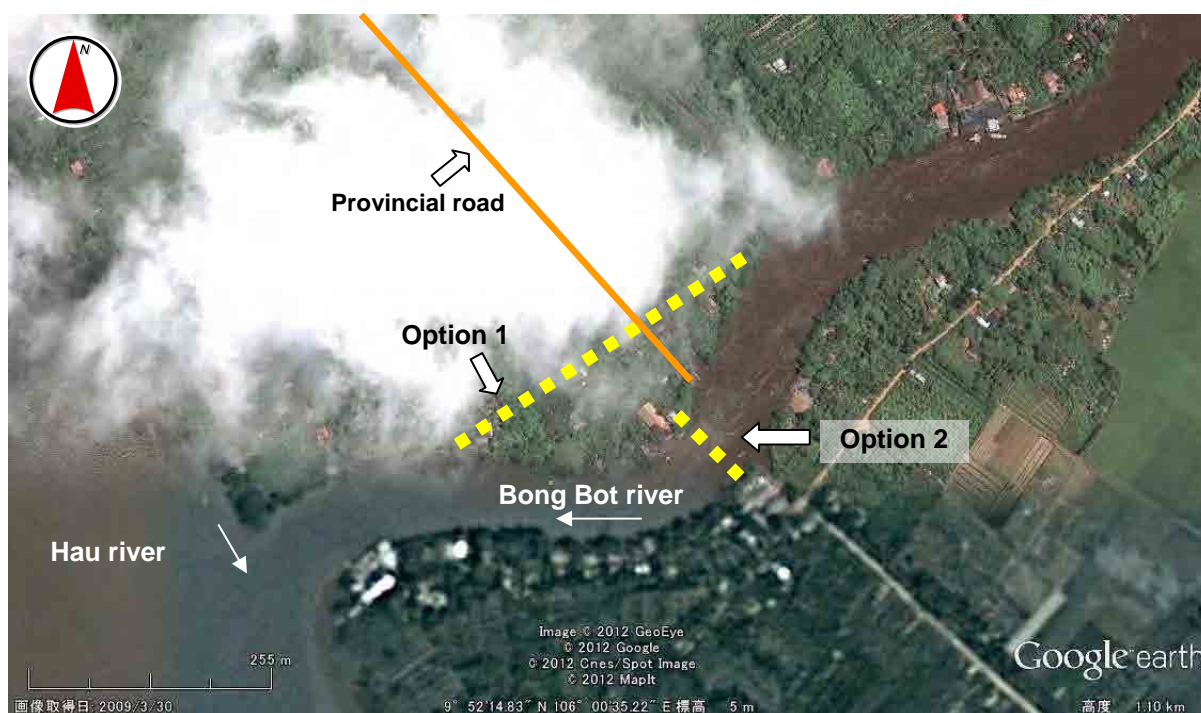 N
Provincial road
Option 1
Option 2
Bong Bot river
Hau river
255 m
Image © 2012 GeoEye
© 2012 Google
© 2012 Cnes/Spot Image
© 2012 MapIt
Google earth
画像取得日: 2009/3/30
9° 52'14.83" N 106° 00'35.22" E 標高 5 m
高度 1.10 km